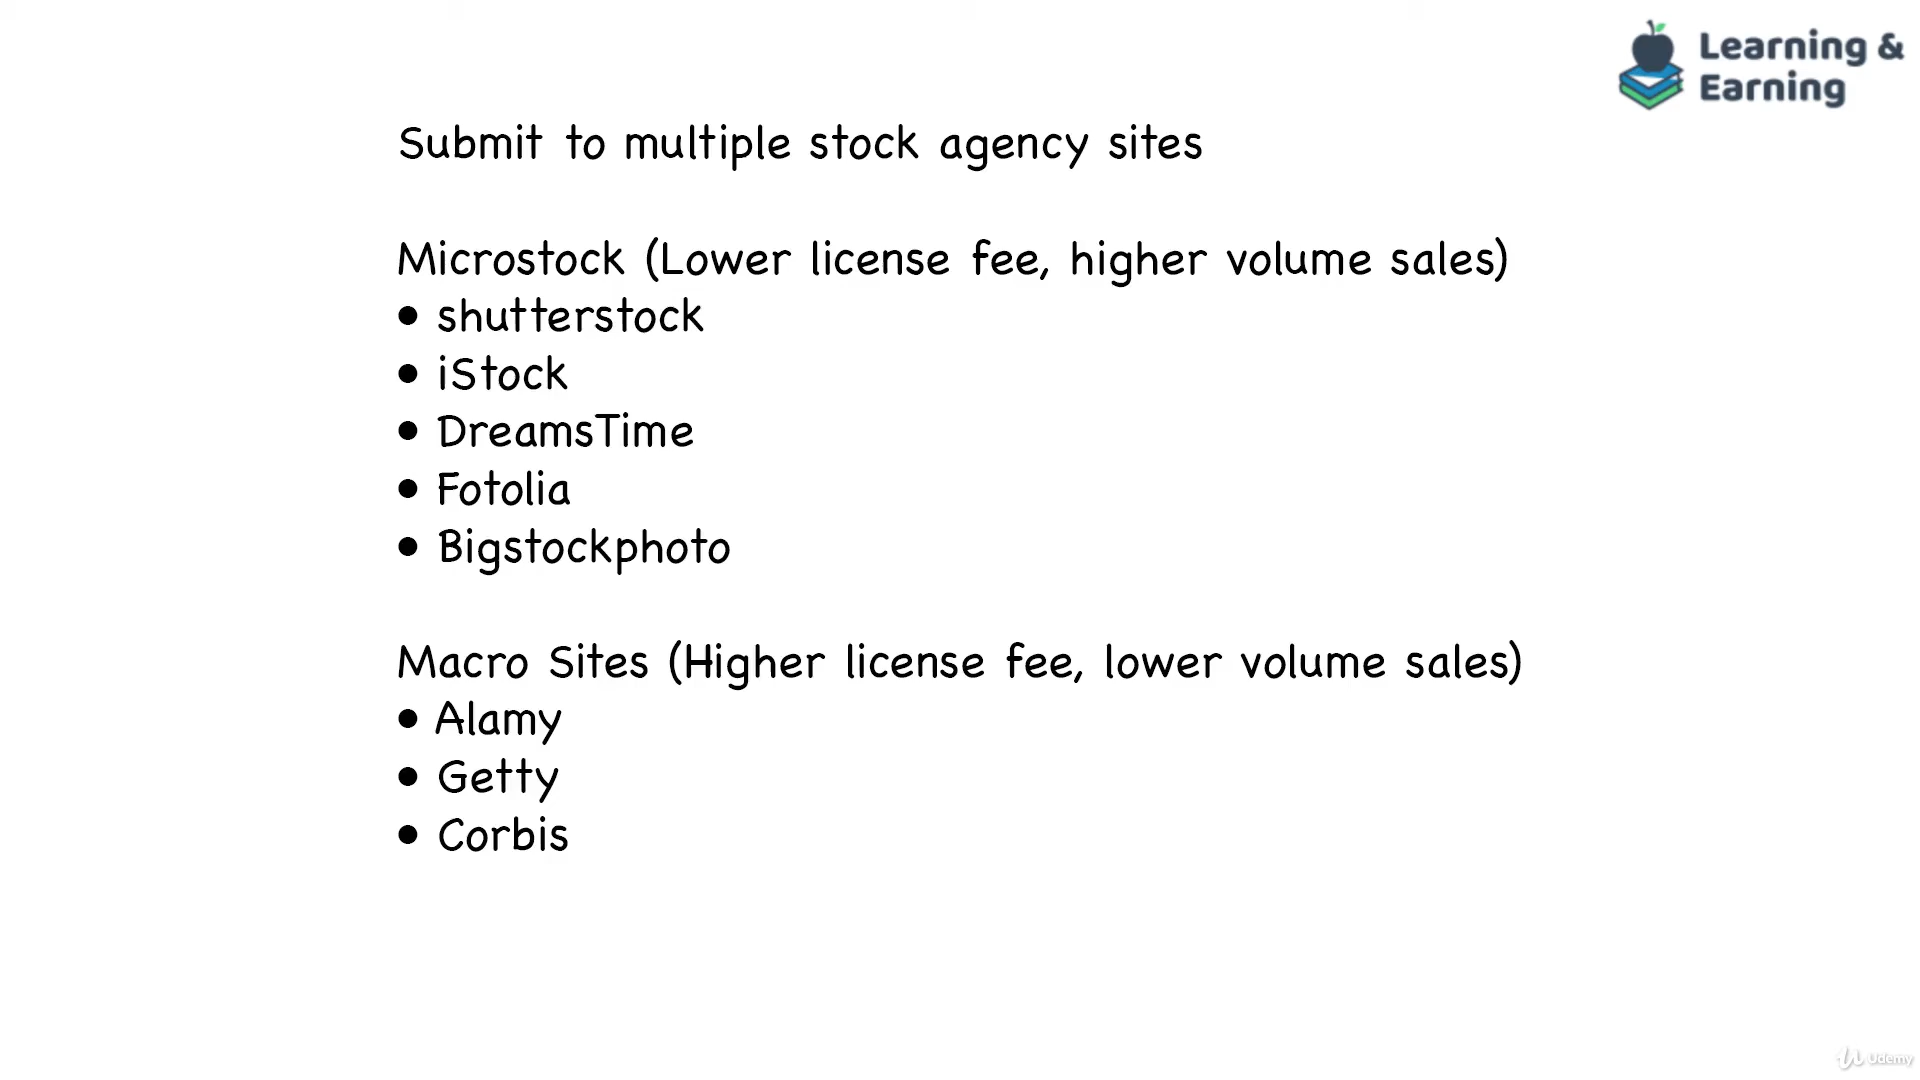 Learning &
Earning
Submit to multiple stock agency sites
Microstock (Lower license fee, higher volume sales)
• shutterstock
• iStock
• DreamsTime
• Fotolia
• Bigstockphoto
Macro Sites (Higher license fee, lower volume sales)
• Alamy
• Getty
• Corbis
Udemy